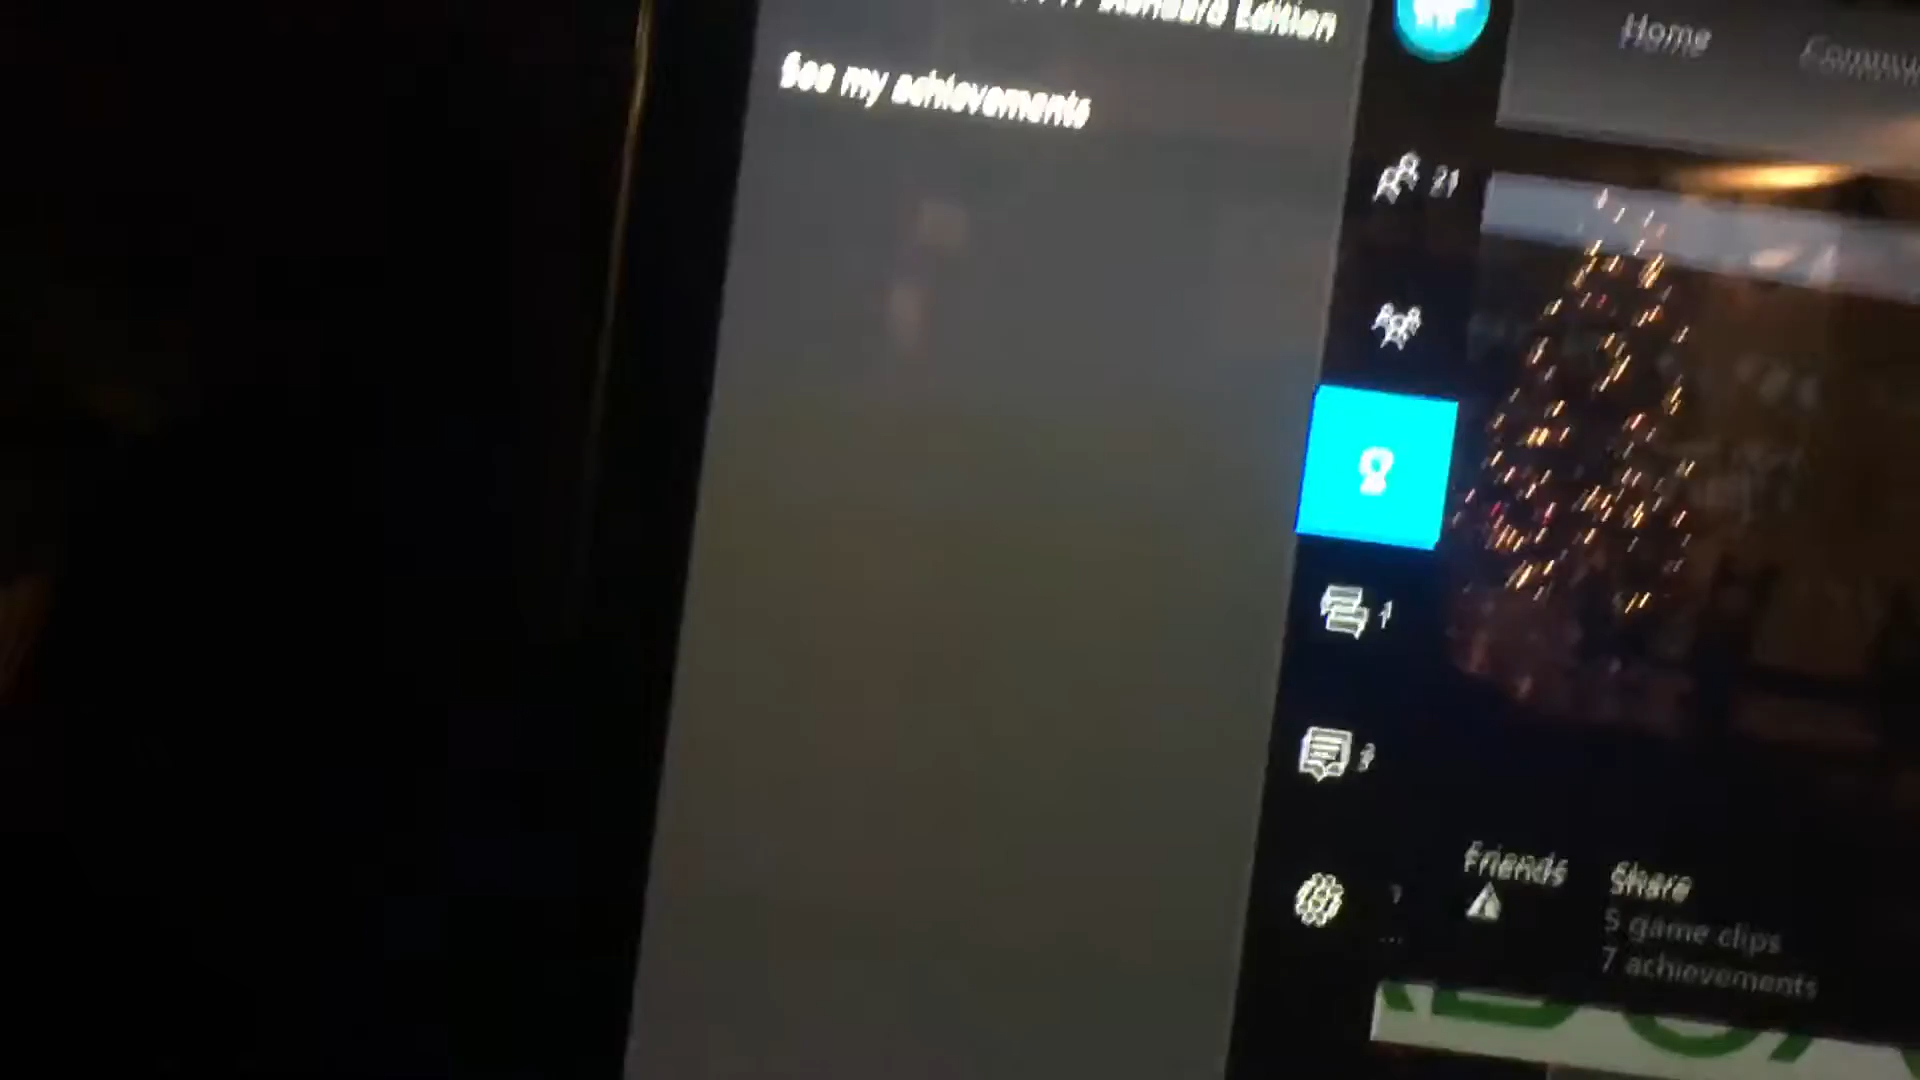 Standard Edition
See my achievements
Home
21
1
Friends
Share
5 game clips
7 achievements